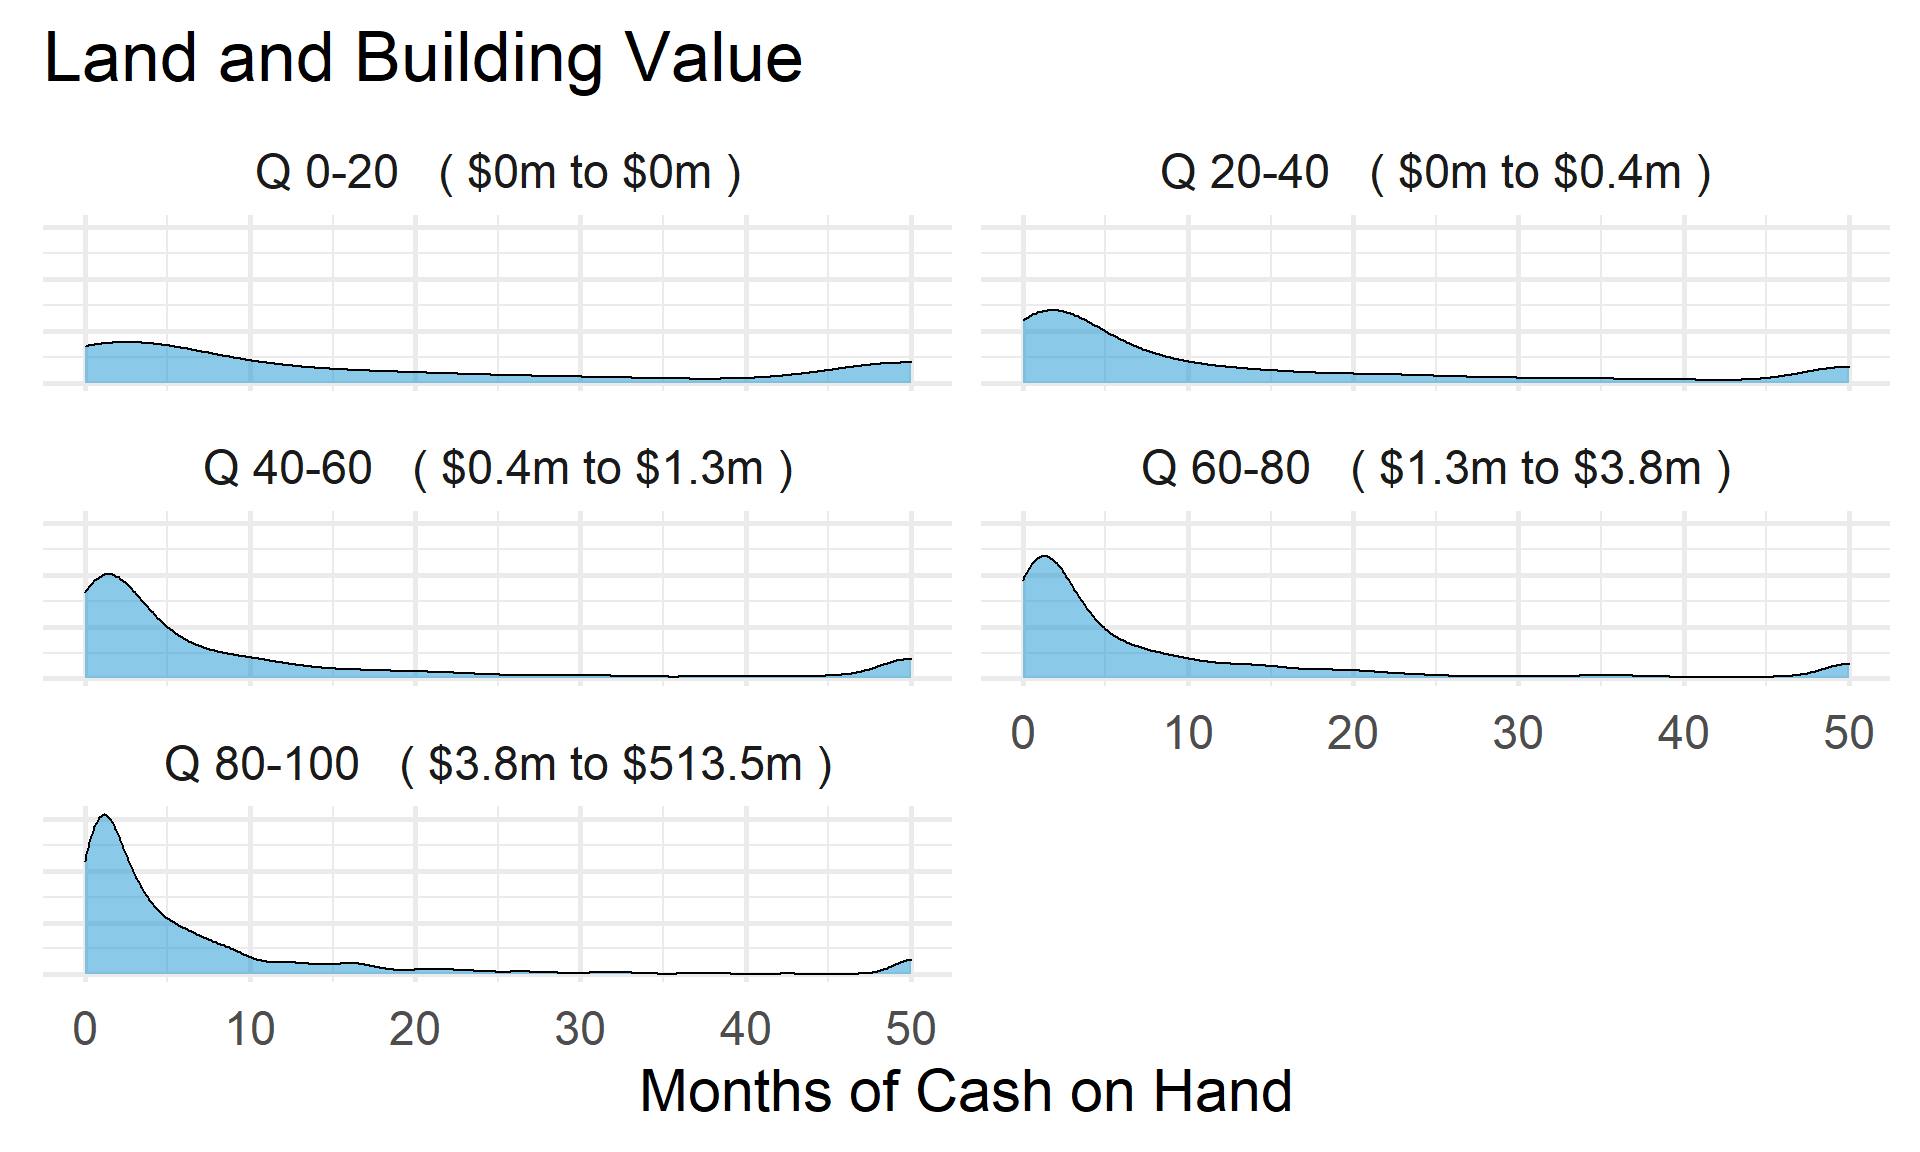 Land and Building Value
Q 0-20 ( $0m to $0m )
Q 20-40 ( $0m to $0.4m )
Q 40-60 ( $0.4m to $1.3m )
Q 60-80 ( $1.3m to $3.8m )
0 10 20 30 40 50
Q 80-100 ( $3.8m to $513.5m )
0 10 20 30 40 50
Months of Cash on Hand